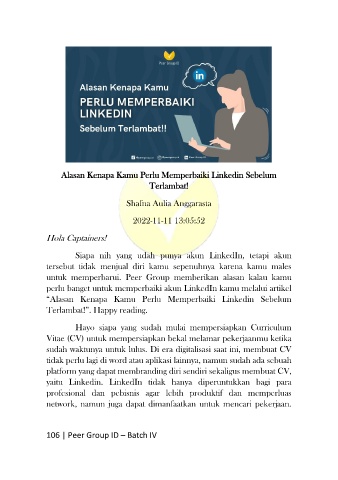 Peer Group ID
in
Alasan Kenapa Kamu
PERLU MEMPERBAIKI
LINKEDIN
Sebelum Terlambat!!
Alasan Kenapa Kamu Perlu Memperbaiki Linkedin Sebelum
Terlambat!
Shafna Aulia Anggarasta
2022-11-11 13:05:52
Hola Captainers!
Siapa nih yang udah punya akun LinkedIn, tetapi akun
tersebut tidak menjual diri kamu sepenuhnya karena kamu males
untuk memperbarui. Peer Group memberikan alasan kalau kamu
perlu banget untuk memperbaiki akun LinkedIn kamu melalui artikel
“Alasan Kenapa Kamu Perlu Memperbaiki Linkedin Sebelum
Terlambat!”. Happy reading.
Hayo siapa yang sudah mulai mempersiapkan Curriculum
Vitae (CV) untuk mempersiapkan bekal melamar pekerjaanmu ketika
sudah waktunya untuk lulus. Di era digitalisasi saat ini, membuat CV
tidak perlu lagi di word atau aplikasi lainnya, namun sudah ada sebuah
platform yang dapat membranding diri sendiri sekaligus membuat CV,
yaitu Linkedin. LinkedIn tidak hanya diperuntukkan bagi para
profesional dan pebisnis agar lebih produktif dan memperluas
network, namun juga dapat dimanfaatkan untuk mencari pekerjaan.
106 | Peer Group ID – Batch IV